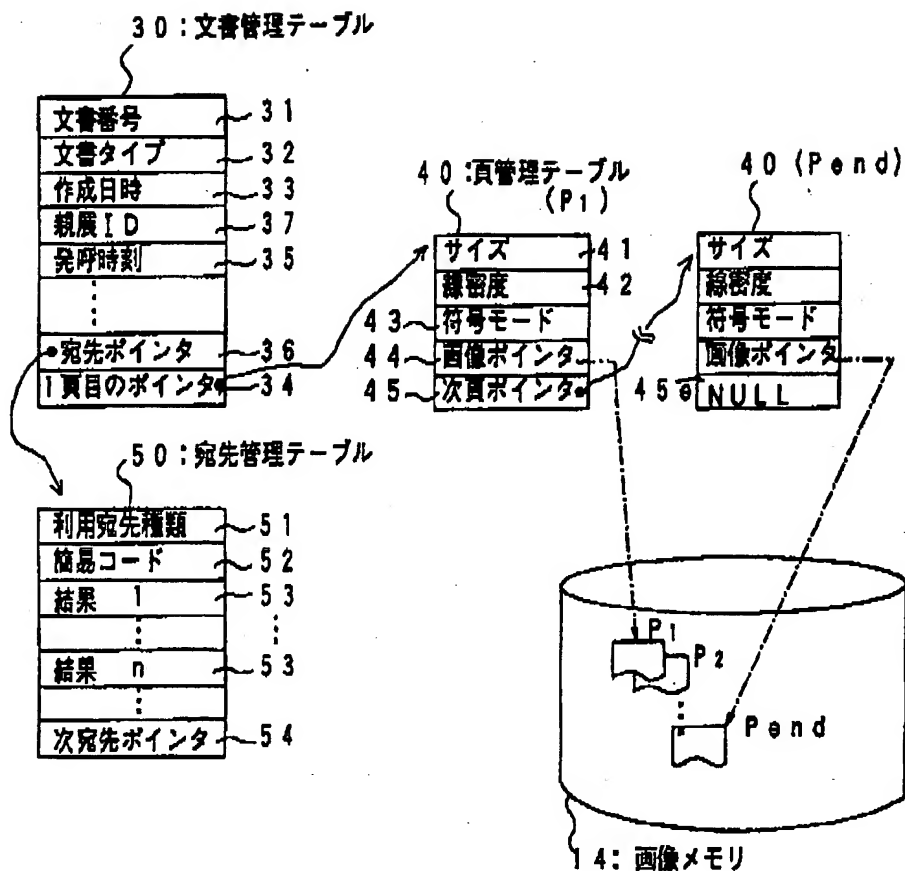 30:文書管理テーブル
文書番号 31
文書タイプ 32
作成日時 33
親展ID 37
発呼時刻 35
宛先ポインタ 36
1頁目のポインタ 34
40:頁管理テーブル
(P1)
サイズ 41
線密度 42
43 符号モード
44 画像ポインタ
45 次頁ポインタ
40(Pend)
サイズ
線密度
符号モード
画像ポインタ
45e NULL
50:宛先管理テーブル
利用宛先種類 51
簡易コード 52
結果 1 53
結果 n 53
次宛先ポインタ 54
P1
P2
Pend
14:画像メモリ